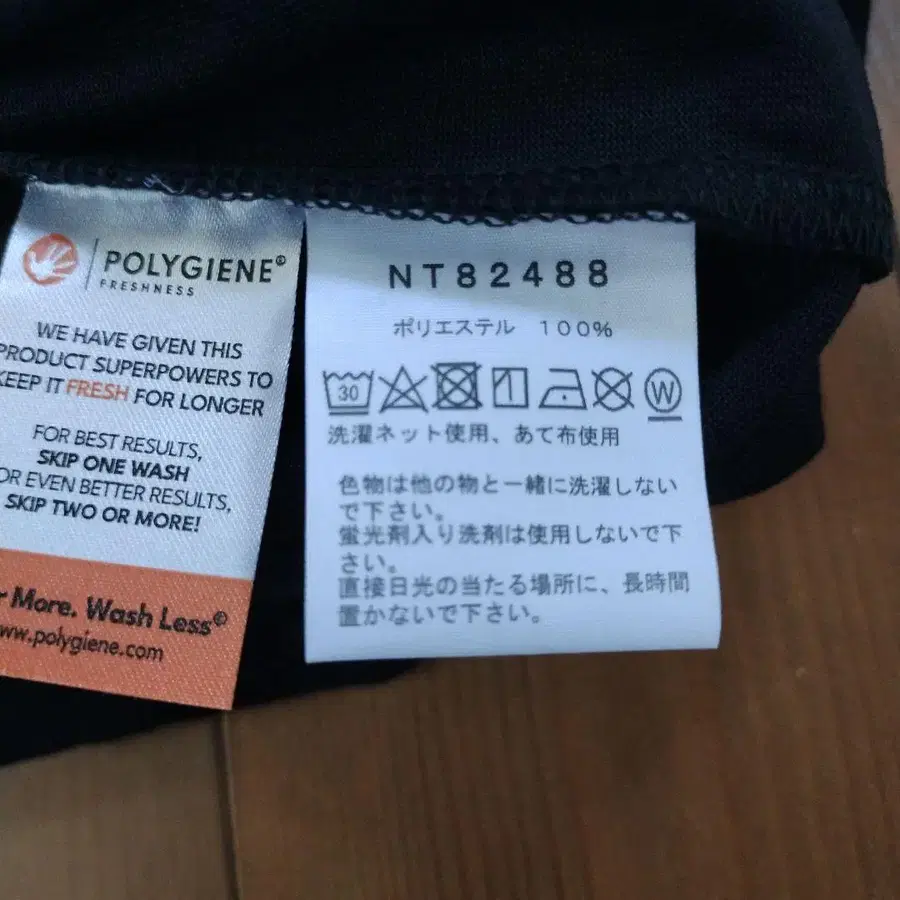 POLYGIENE®
FRESHNESS
WE HAVE GIVEN THIS
PRODUCT SUPERPOWERS TO
KEEP IT FRESH FOR LONGER
FOR BEST RESULTS,
SKIP ONE WASH
OR EVEN BETTER RESULTS,
SKIP TWO OR MORE!
r More. Wash Less®
ww.polygiene.com
NT82488
ポリエステル 100%
30 W
洗濯ネット使用、あて布使用
色物は他の物と一緒に洗濯しない
で下さい。
蛍光剤入り洗剤は使用しないで下
さい。
直接日光の当たる場所に、長時間
置かないで下さい。